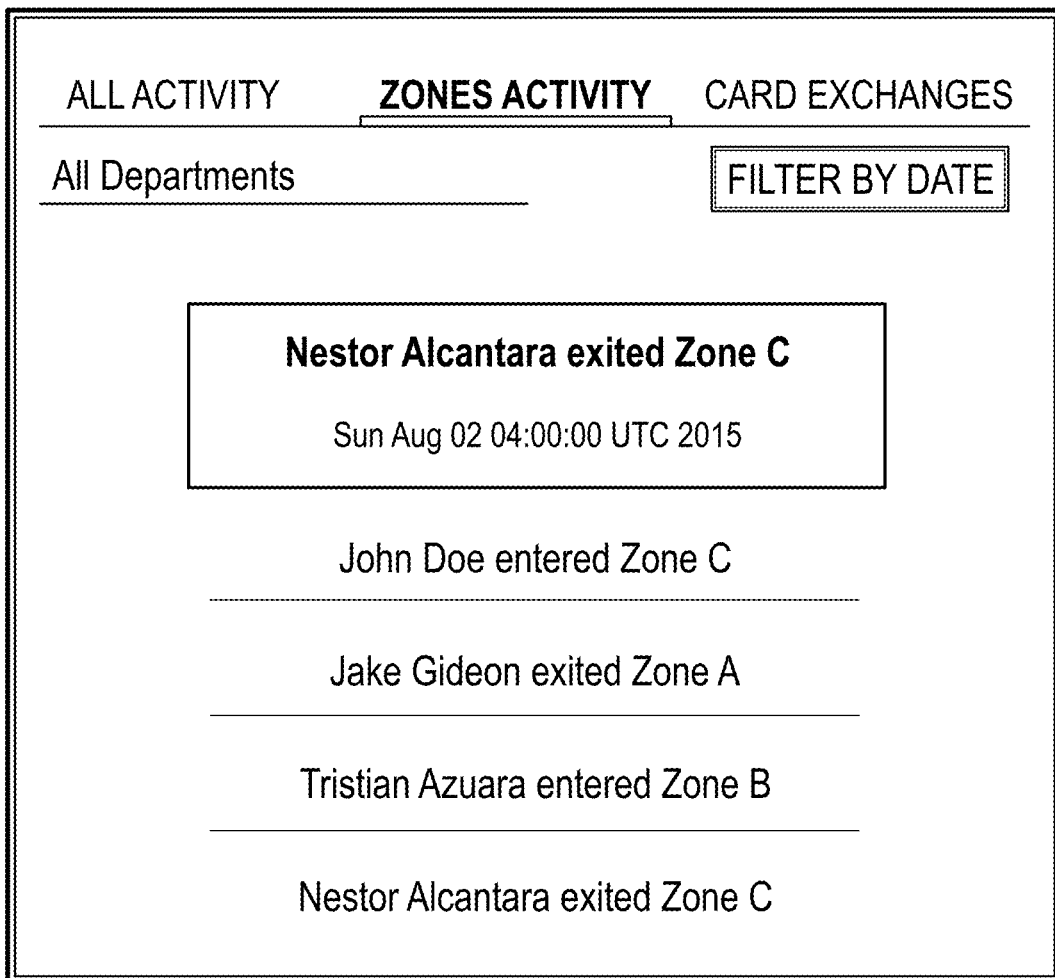 ALL ACTIVITY ZONES ACTIVITY CARD EXCHANGES
All Departments FILTER BY DATE
Nestor Alcantara exited Zone C
Sun Aug 02 04:00:00 UTC 2015
John Doe entered Zone C
Jake Gideon exited Zone A
Tristian Azuara entered Zone B
Nestor Alcantara exited Zone C